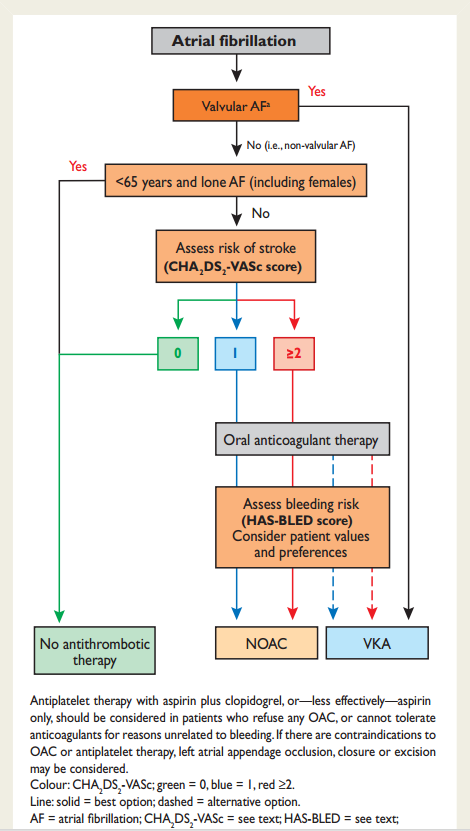 Atrial fibrillation
Valvular AFª
Yes
No (i.e., non-valvular AF)
Yes
<65 years and lone AF (including females)
No
Assess risk of stroke
(CHA₂DS₂-VASc score)
0
1
≥2
Oral anticoagulant therapy
Assess bleeding risk
(HAS-BLED score)
Consider patient values
and preferences
No antithrombotic
therapy
NOAC
VKA
Antiplatelet therapy with aspirin plus clopidogrel, or—less effectively—aspirin
only, should be considered in patients who refuse any OAC, or cannot tolerate
anticoagulants for reasons unrelated to bleeding. If there are contraindications to
OAC or antiplatelet therapy, left atrial appendage occlusion, closure or excision
may be considered.
Colour: CHA₂DS₂-VASc; green = 0, blue = 1, red ≥2.
Line: solid = best option; dashed = alternative option.
AF = atrial fibrillation; CHA₂DS₂-VASc = see text; HAS-BLED = see text;